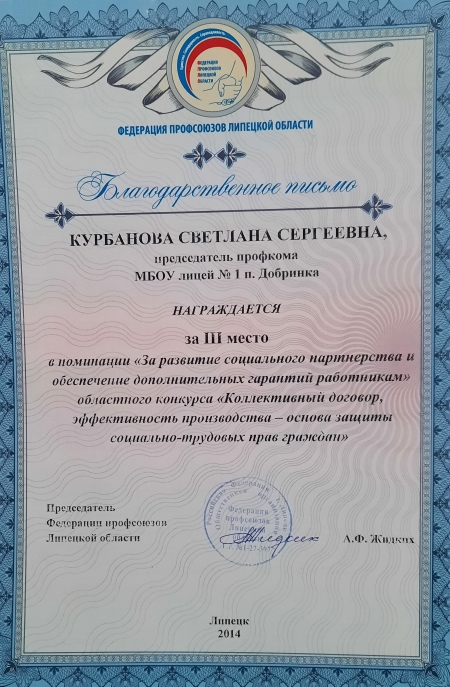 ФЕДЕРАЦИЯ
ПРОФСОЮЗОВ
ЛИПЕЦКОЙ
ОБЛАСТИ
ФЕДЕРАЦИЯ ПРОФСОЮЗОВ ЛИПЕЦКОЙ ОБЛАСТИ
Благодарственное письмо
КУРБАНОВА СВЕТЛАНА СЕРГЕЕВНА,
председатель профкома
МБОУ лицей № 1 п. Добринка
НАГРАЖДАЕТСЯ
за III место
в номинации «За развитие социального партнерства и
обеспечение дополнительных гарантий работникам»
областного конкурса «Коллективный договор,
эффективность производства – основа защиты
социально-трудовых прав граждан»
Председатель
Федерации профсоюзов
Липецкой области
Федерация
профсоюзов
А.Ф. Жидких
Липецк
2014